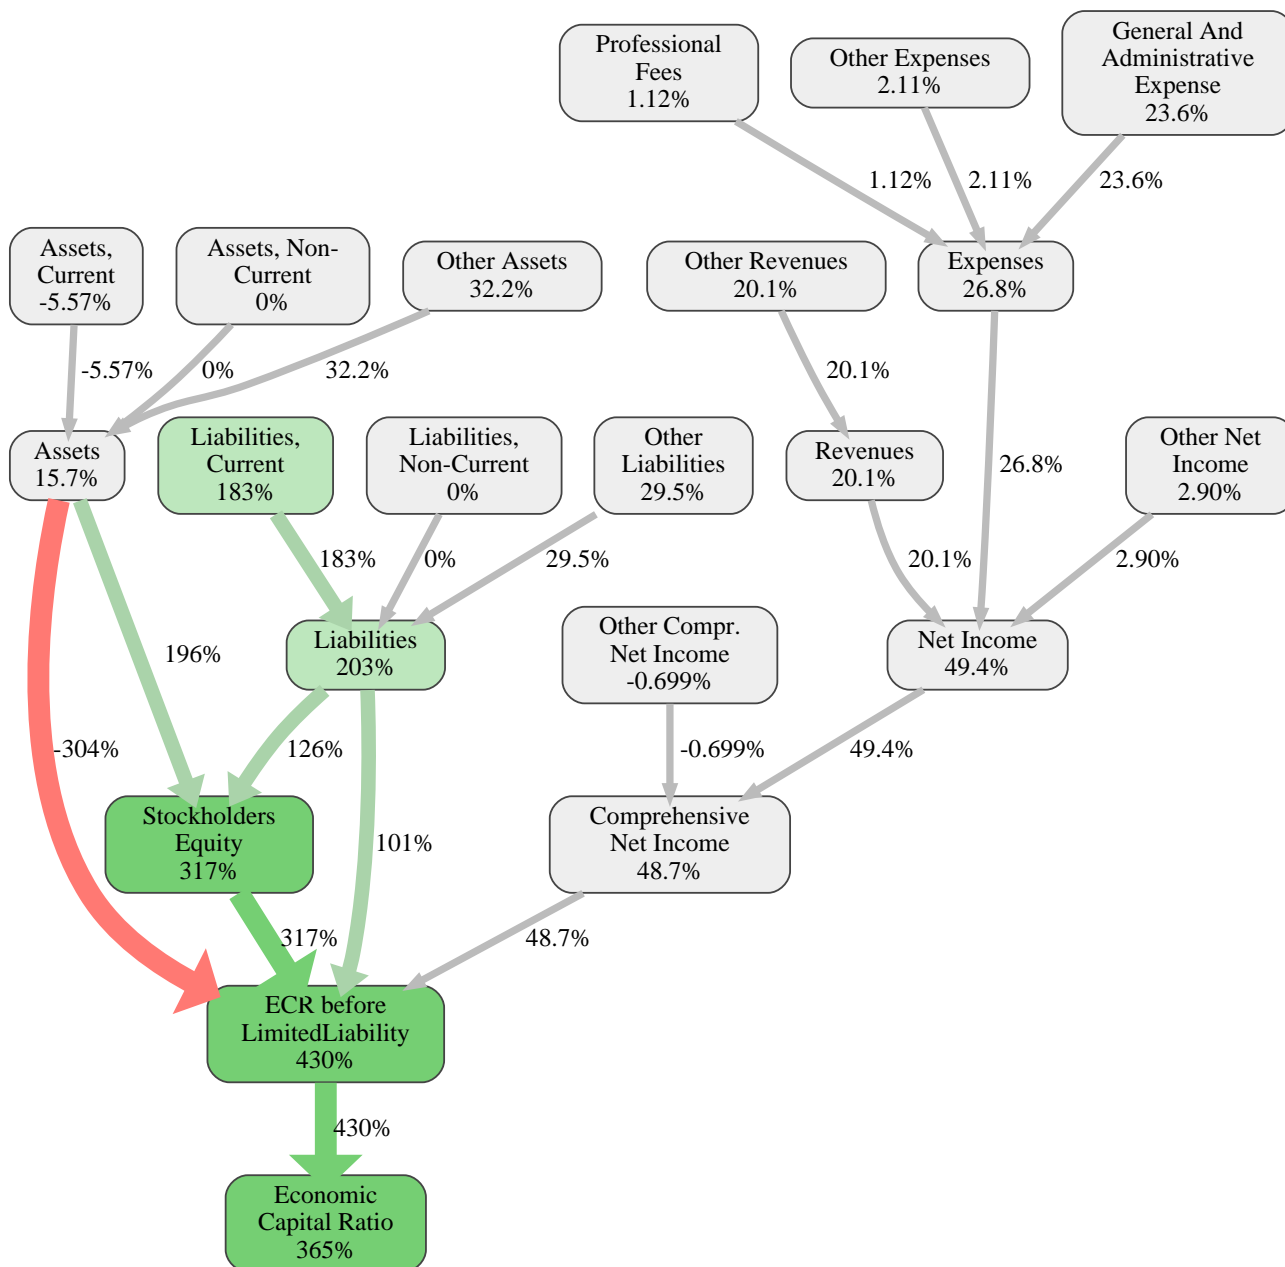 Professional
Fees
1.12%
Other Expenses
2.11%
General And
Administrative
Expense
23.6%
1.12%
2.11%
23.6%
Assets,
Current
-5.57%
Assets, Non-
Current
0%
Other Assets
32.2%
Other Revenues
20.1%
Expenses
26.8%
-5.57%
0%
32.2%
20.1%
Assets
15.7%
Liabilities,
Current
183%
Liabilities,
Non-Current
0%
Other
Liabilities
29.5%
Revenues
20.1%
26.8%
Other Net
Income
2.90%
183%
0%
29.5%
20.1%
2.90%
196%
Liabilities
203%
Other Compr.
Net Income
-0.699%
Net Income
49.4%
-304%
126%
-0.699%
49.4%
Stockholders
Equity
317%
101%
Comprehensive
Net Income
48.7%
317%
48.7%
ECR before
LimitedLiability
430%
430%
Economic
Capital Ratio
365%